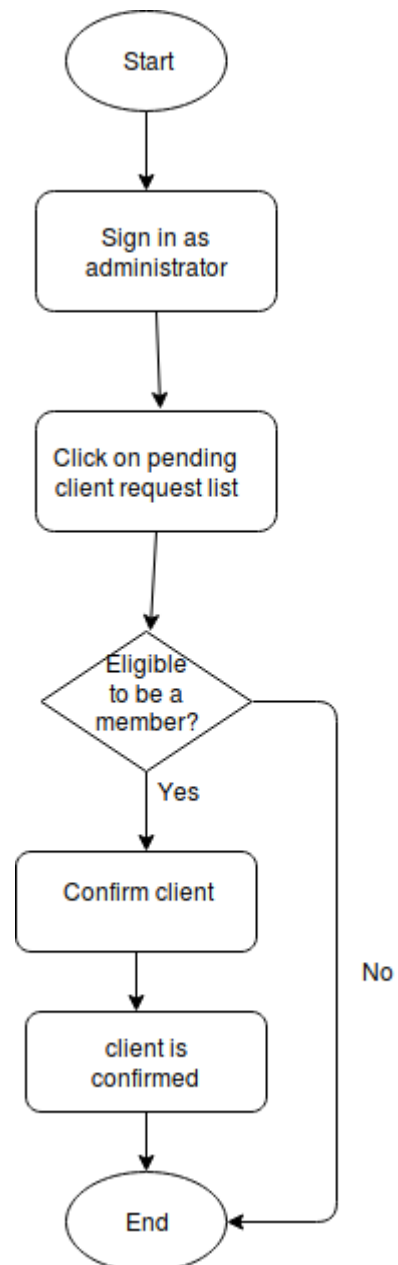 Start
Sign in as
administrator
Click on pending
client request list
Eligible
to be a
member?
Yes
Confirm client
No
client is
confirmed
End